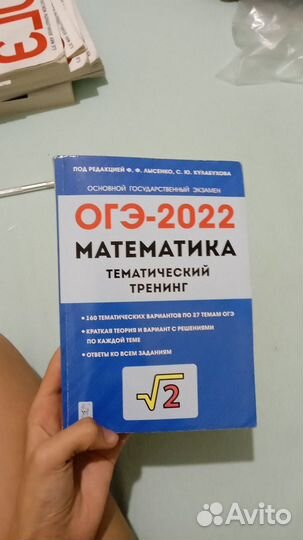 ОГЭ
ПОД РЕДАКЦИЕЙ Ф. Ф. ЛЫСЕНКО, С. Ю. КУЛАБУХОВА
ОСНОВНОЙ ГОСУДАРСТВЕННЫЙ ЭКЗАМЕН
ОГЭ-2022
МАТЕМАТИКА
ТЕМАТИЧЕСКИЙ
ТРЕНИНГ
• 160 ТЕМАТИЧЕСКИХ ВАРИАНТОВ ПО 27 ТЕМАМ ОГЭ
• КРАТКАЯ ТЕОРИЯ И ВАРИАНТ С РЕШЕНИЯМИ
ПО КАЖДОЙ ТЕМЕ
• ОТВЕТЫ КО ВСЕМ ЗАДАНИЯМ
√2
Avito